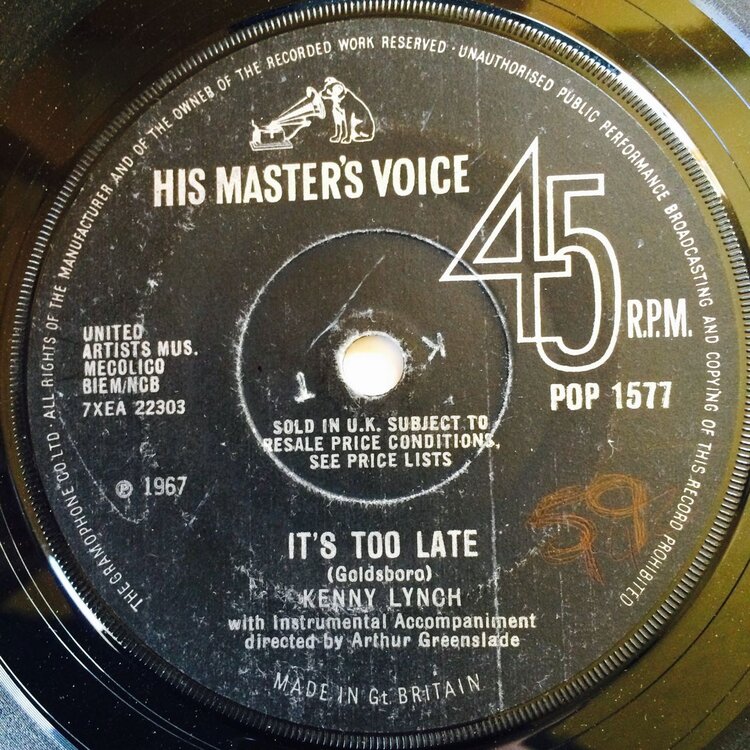 THE GRAMOPHONE CO LTD · ALL RIGHTS OF THE MANUFACTURER AND OF THE OWNER OF THE RECORDED WORK RESERVED · UNAUTHORISED PUBLIC PERFORMANCE BROADCASTING AND COPYING OF THIS RECORD PROHIBITED
HIS MASTER'S VOICE
45 R.P.M.
POP 1577
UNITED
ARTISTS MUS.
MECOLICO
BIEM/NCB
7XEA 22303
K
T
SOLD IN U.K. SUBJECT TO
RESALE PRICE CONDITIONS,
SEE PRICE LISTS
℗ 1967
59
IT'S TOO LATE
(Goldsboro)
KENNY LYNCH
with Instrumental Accompaniment
directed by Arthur Greenslade
MADE IN Gt. BRITAIN